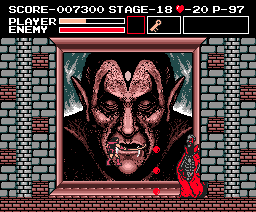 SCORE-007300 STAGE-18 ♥-20 P-97
PLAYER
ENEMY